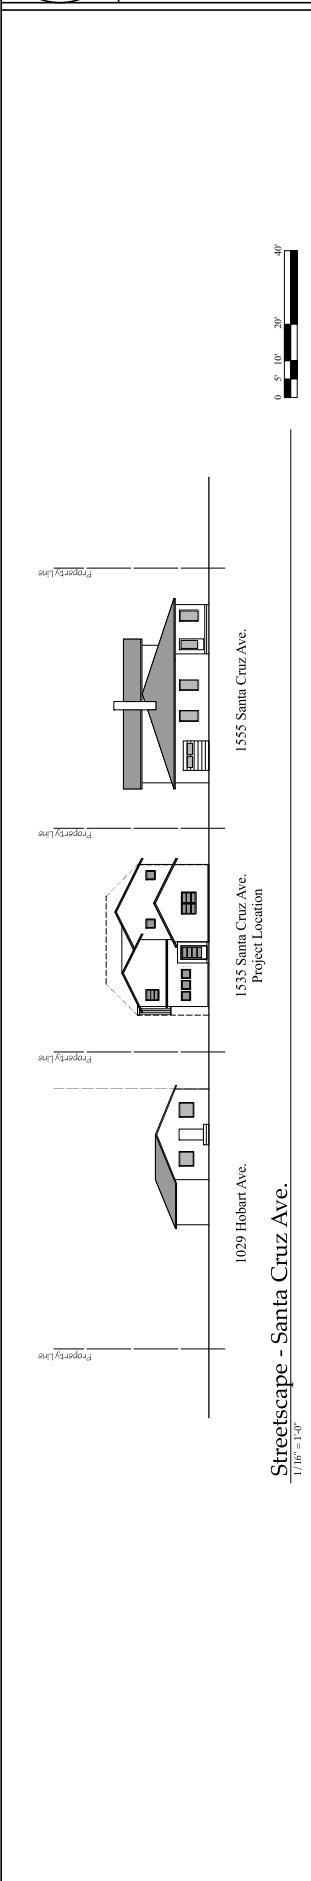 Property Line
Property Line
Property Line
Property Line
1029 Hobart Ave.
1535 Santa Cruz Ave.
Project Location
1555 Santa Cruz Ave.
Streetscape - Santa Cruz Ave.
1 / 16" = 1'-0"
0 5' 10' 20' 40'